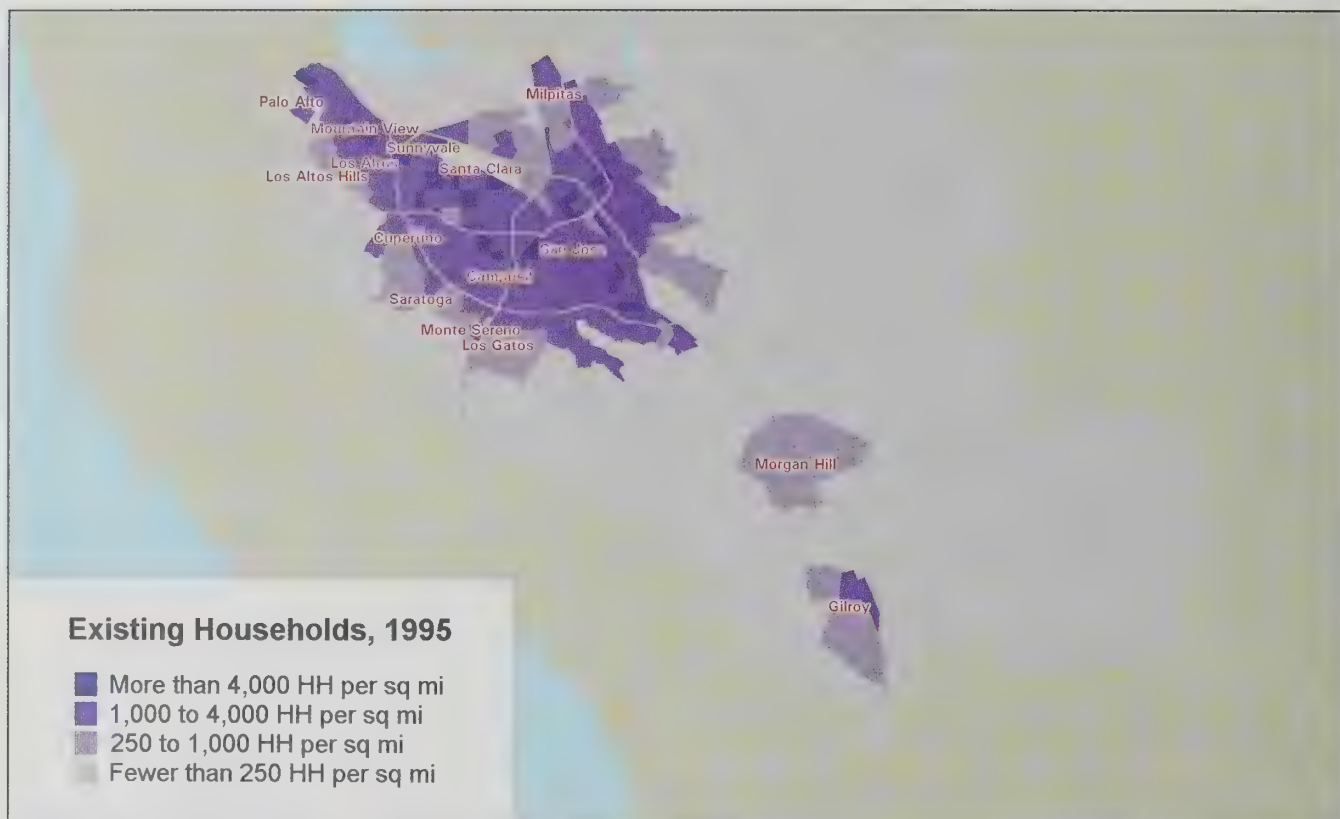 Palo Alto
Milpitas
Mountain View
Sunnyvale
Los Altos
Santa Clara
Los Altos Hills
Cupertino
San Jose
Campbell
Saratoga
Monte Sereno
Los Gatos
Morgan Hill
Gilroy
Existing Households, 1995
More than 4,000 HH per sq mi
1,000 to 4,000 HH per sq mi
250 to 1,000 HH per sq mi
Fewer than 250 HH per sq mi